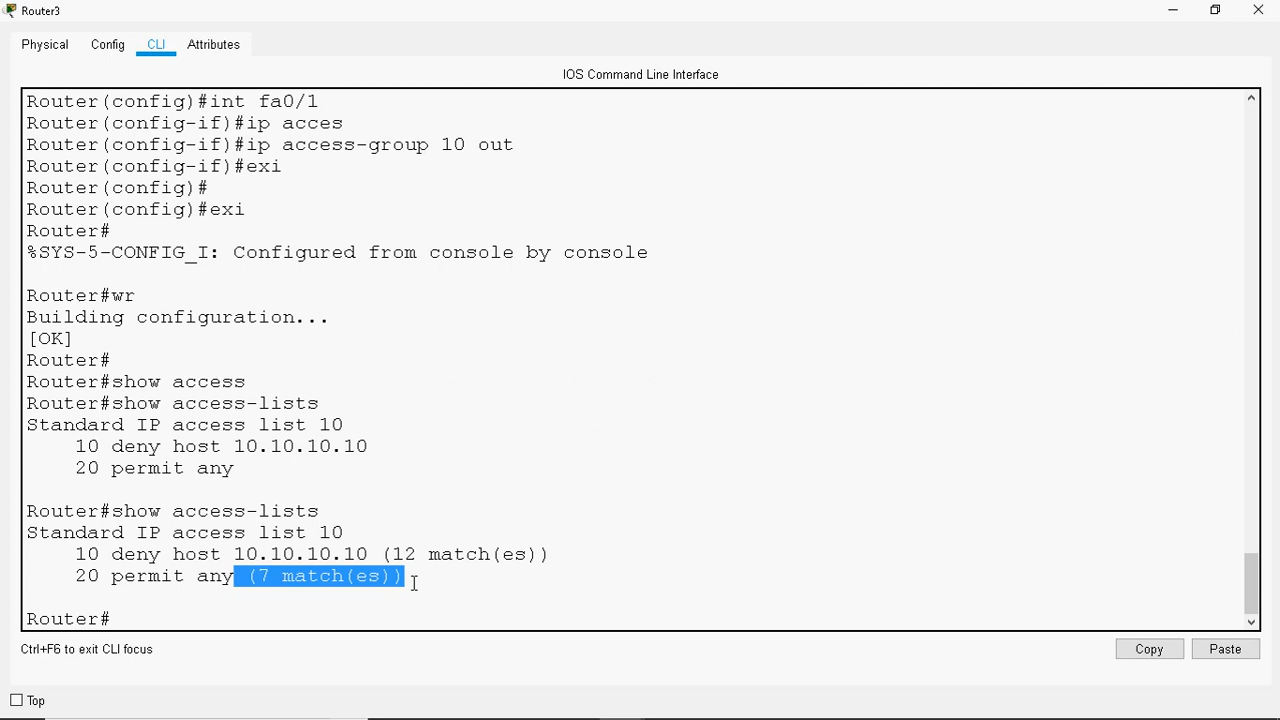 Router3
Physical Config CLI Attributes
IOS Command Line Interface
Router(config)#int fa0/1
Router(config-if)#ip acces
Router(config-if)#ip access-group 10 out
Router(config-if)#exi
Router(config)#
Router(config)#exi
Router#
%SYS-5-CONFIG_I: Configured from console by console
Router#wr
Building configuration...
[OK]
Router#
Router#show access
Router#show access-lists
Standard IP access list 10
10 deny host 10.10.10.10
20 permit any
Router#show access-lists
Standard IP access list 10
10 deny host 10.10.10.10 (12 match(es))
20 permit any (7 match(es))
Router#
Ctrl+F6 to exit CLI focus
Copy Paste
Top